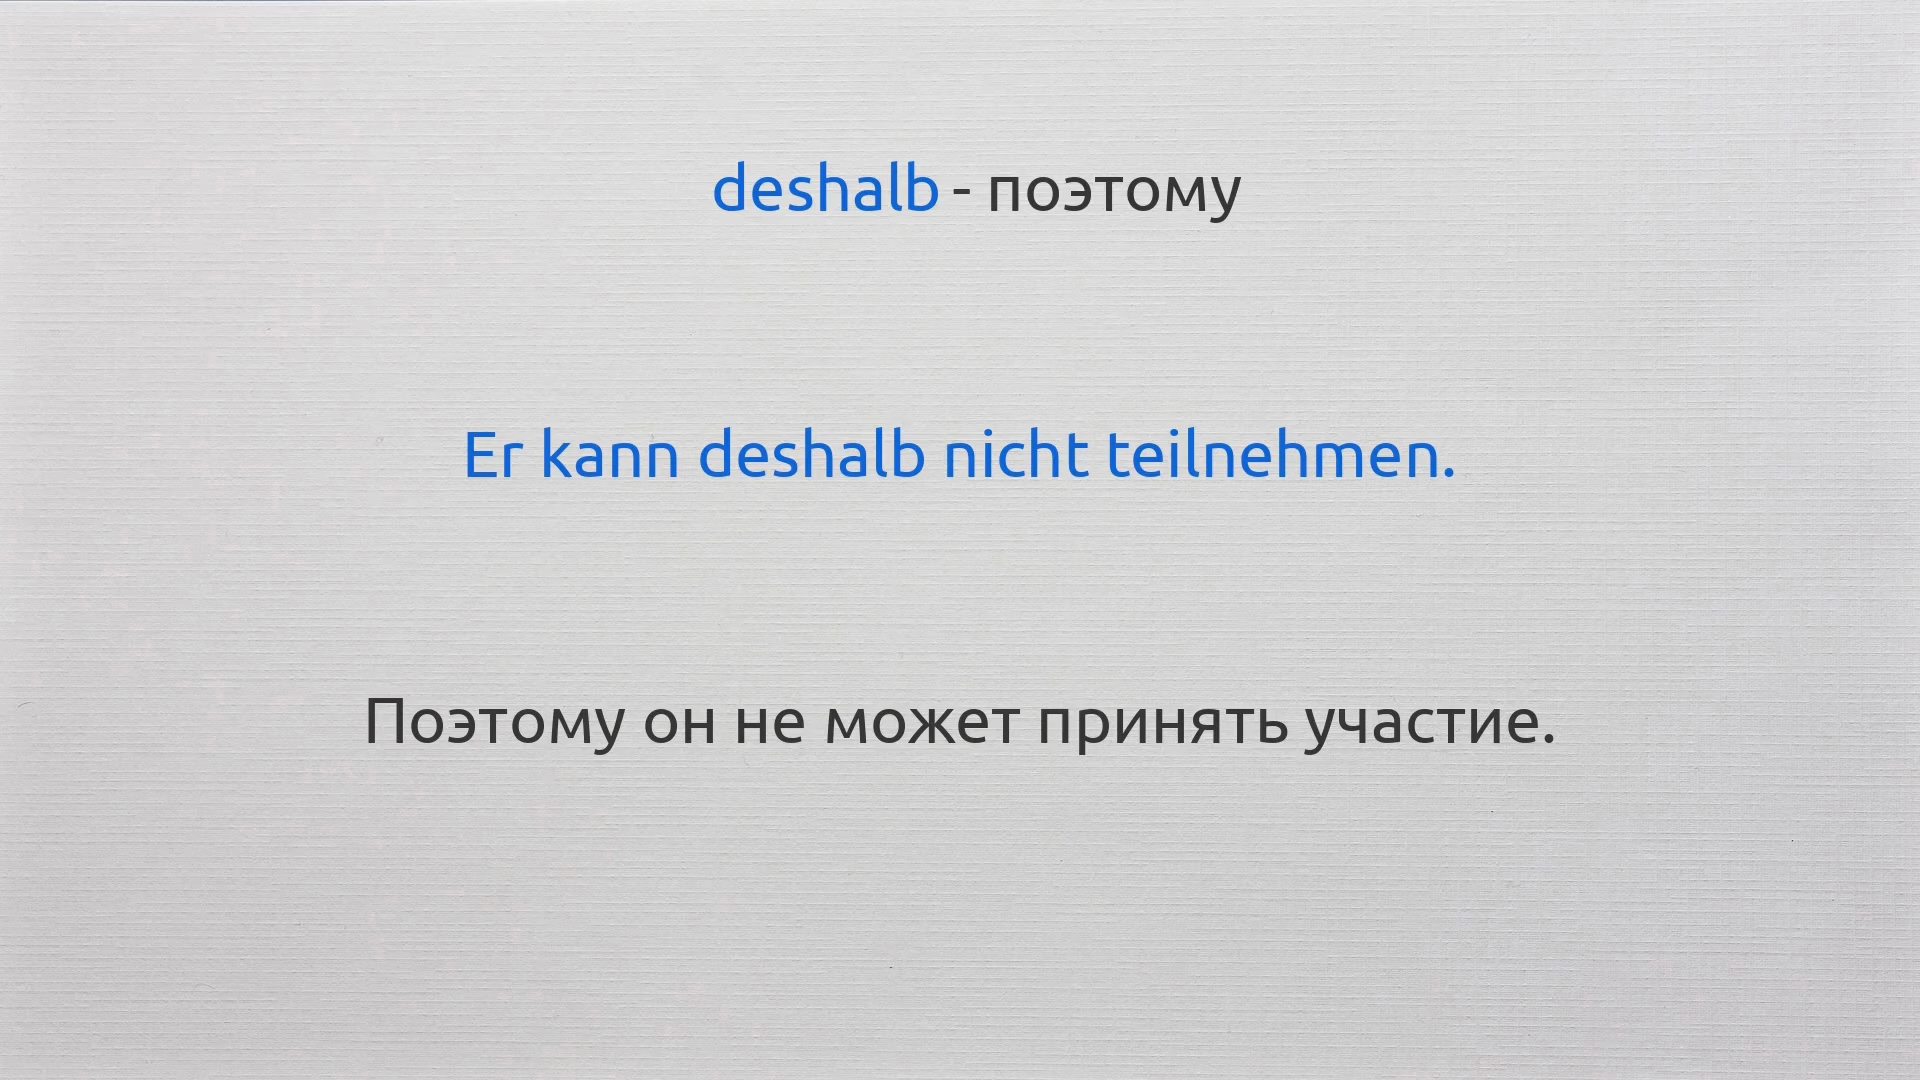 deshalb - поэтому
Er kann deshalb nicht teilnehmen.
Поэтому он не может принять участие.